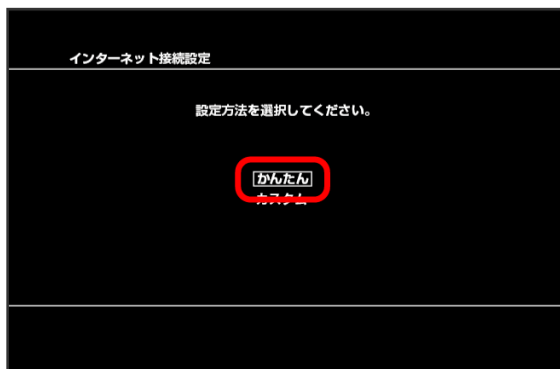 インターネット接続設定
設定方法を選択してください。
かんたん
カスタム